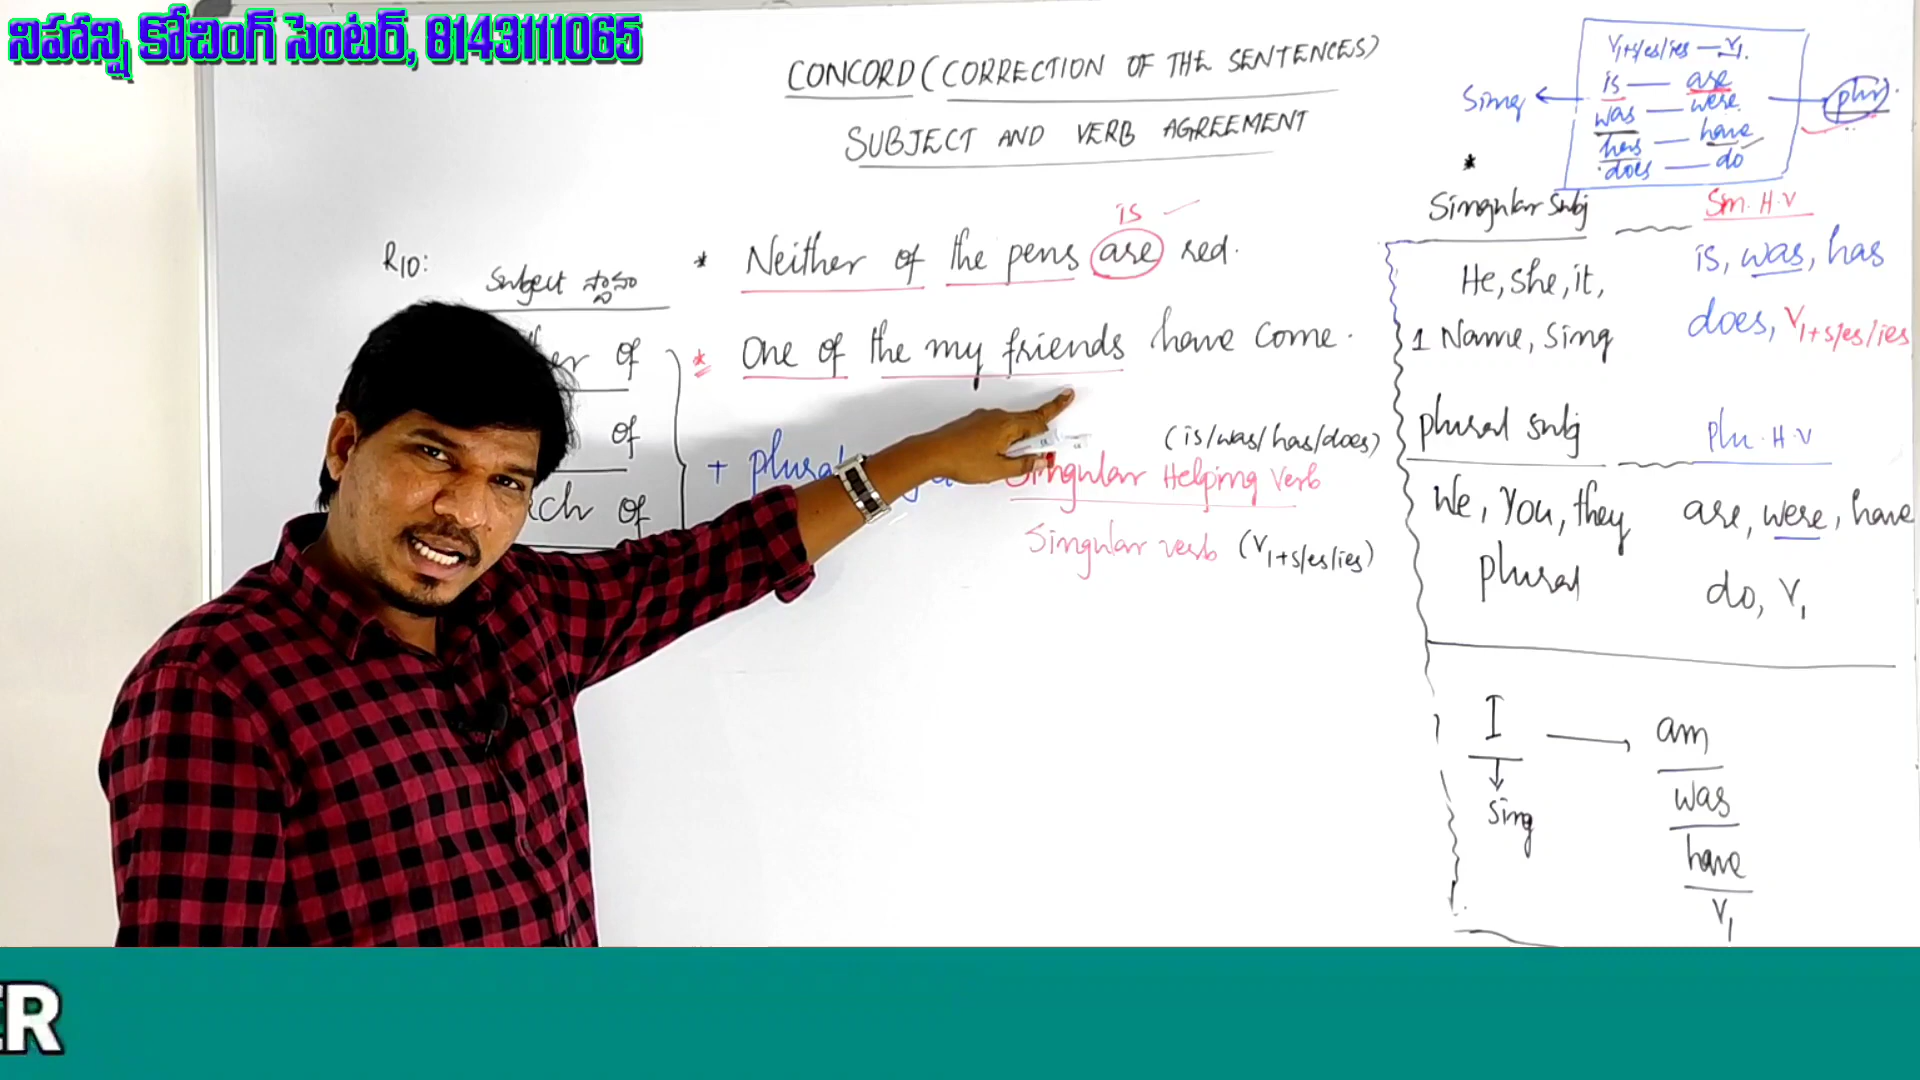 నిహాన్ని కోచింగ్ సెంటర్, 8143111065
CONCORD (CORRECTION OF THE SENTENCES)
SUBJECT AND VERB AGREEMENT
V1+s/es/ies — V1.
is — are
was — were
has — have
does — do
Sing
plu
R10:
Subject స్థానం
of
of
ch of
is
* Neither of the pens are red.
* One of the my friends have come.
+ plural
(is/was/has/does)
Singular Helping verb
Singular verb (V1+s/es/ies)
*
Singular Subj
Sin. H.V
He, she, it,
1 Name, Sing
is, was, has
does, V1+s/es/ies
plural Subj
plu. H.V
We, You, they
plural
are, were, have
do, V1
I
Sing
am
was
have
V1
ER